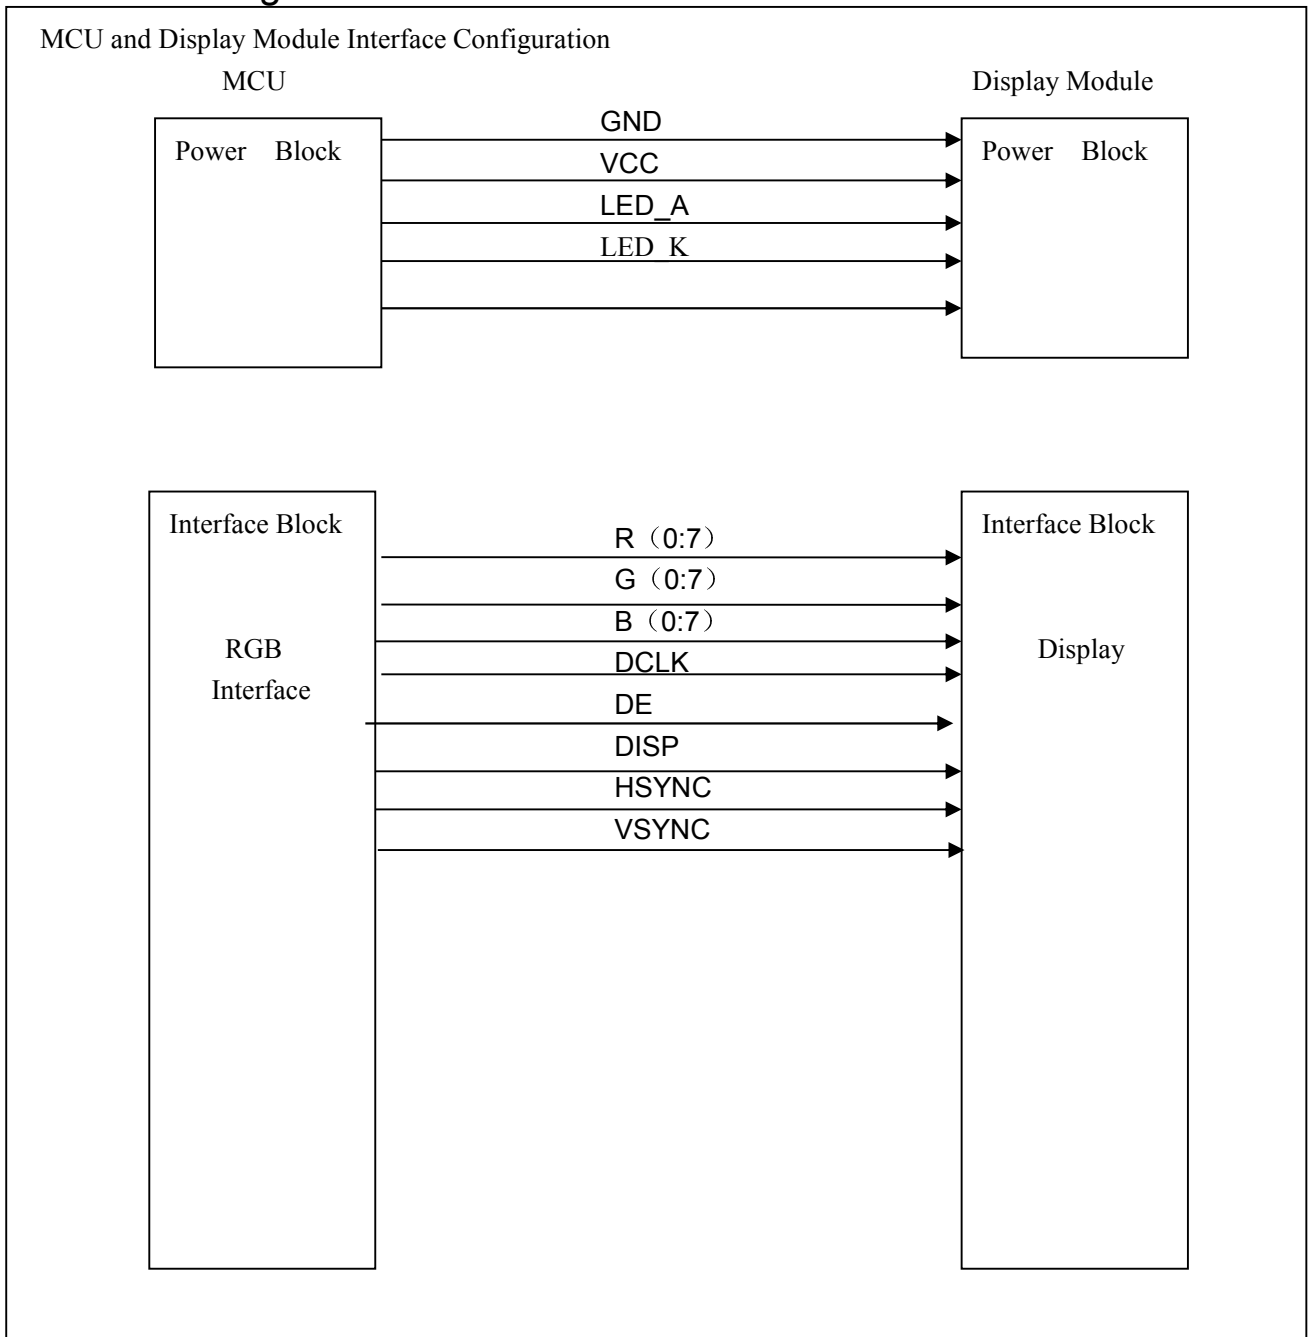 MCU and Display Module Interface Configuration
MCU Display Module
GND
Power Block Power Block
VCC
LED_A
LED_K
Interface Block Interface Block
R（0:7）
G（0:7）
B（0:7）
RGB Display
DCLK
Interface
DE
DISP
HSYNC
VSYNC